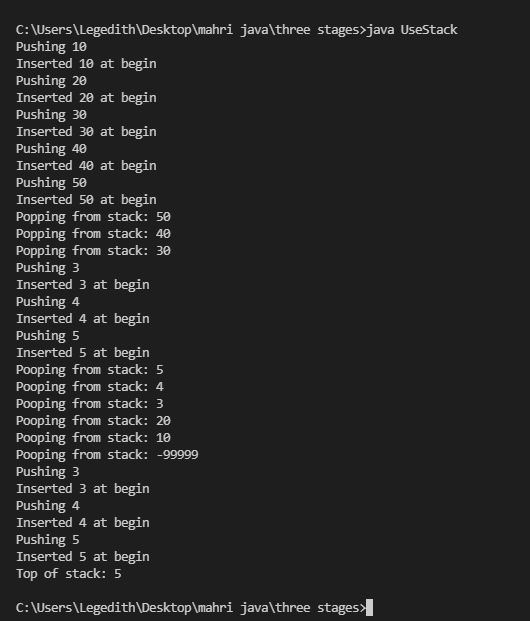 C:\Users\Legedith\Desktop\mahri java\three stages>java UseStack
Pushing 10
Inserted 10 at begin
Pushing 20
Inserted 20 at begin
Pushing 30
Inserted 30 at begin
Pushing 40
Inserted 40 at begin
Pushing 50
Inserted 50 at begin
Popping from stack: 50
Popping from stack: 40
Popping from stack: 30
Pushing 3
Inserted 3 at begin
Pushing 4
Inserted 4 at begin
Pushing 5
Inserted 5 at begin
Pooping from stack: 5
Pooping from stack: 4
Pooping from stack: 3
Pooping from stack: 20
Pooping from stack: 10
Pooping from stack: -99999
Pushing 3
Inserted 3 at begin
Pushing 4
Inserted 4 at begin
Pushing 5
Inserted 5 at begin
Top of stack: 5
C:\Users\Legedith\Desktop\mahri java\three stages>